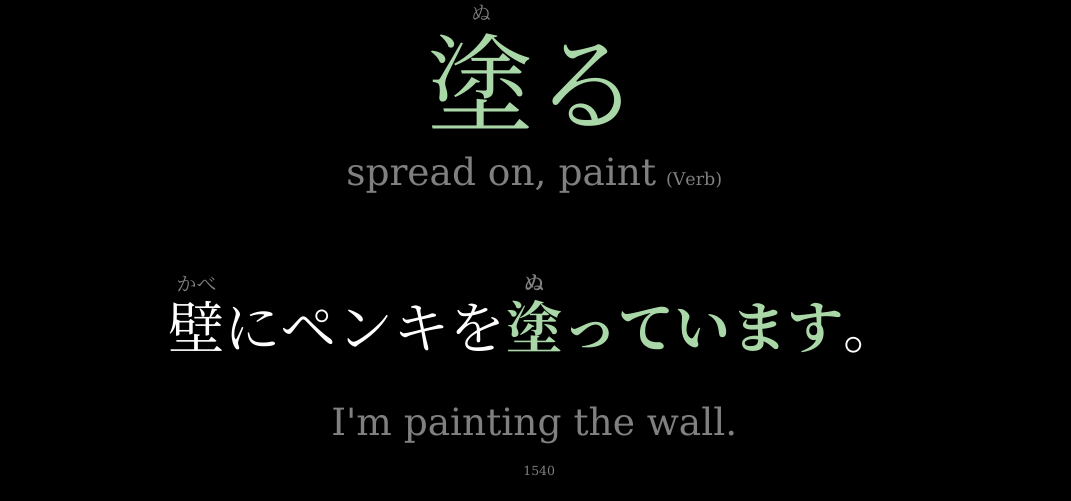 ぬ
塗る
spread on, paint (Verb)
かべ ぬ
壁にペンキを塗っています。
I'm painting the wall.
1540